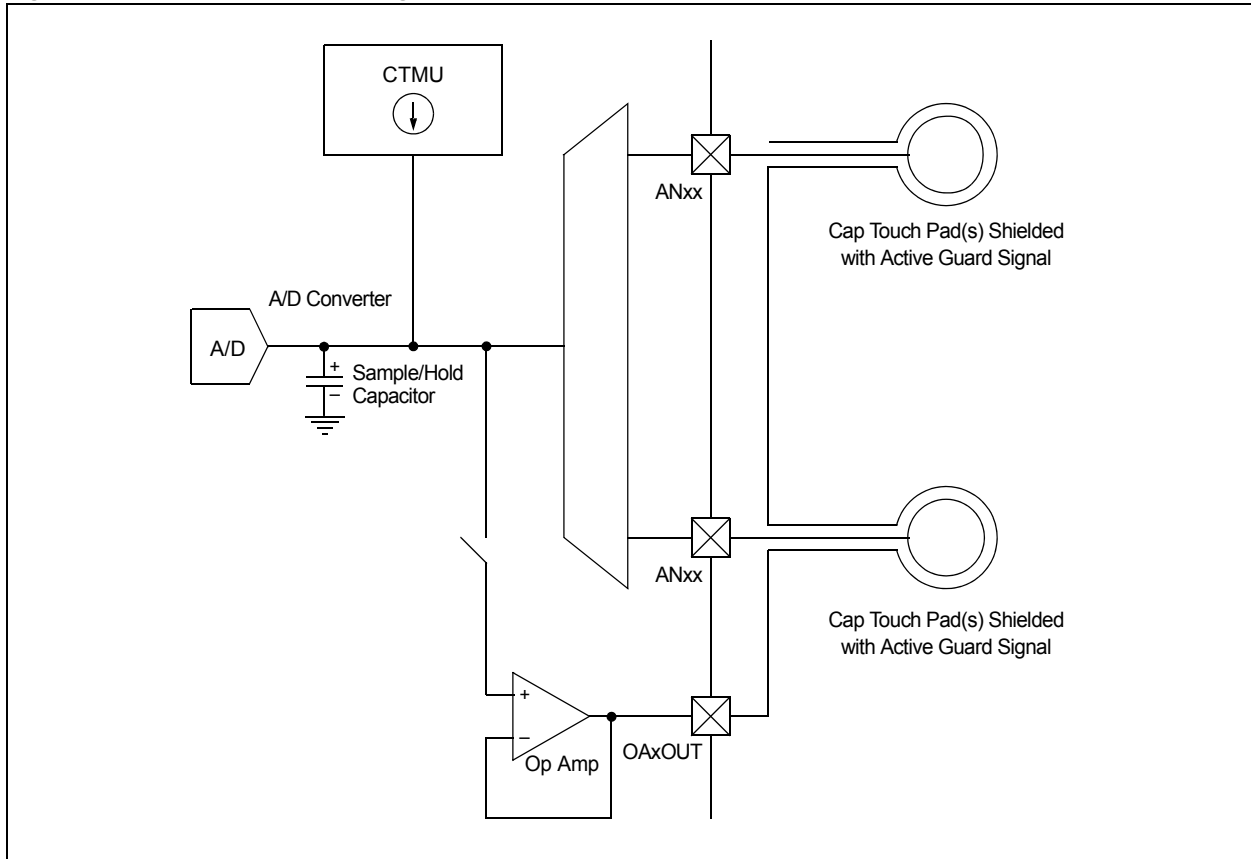 CTMU
ANxx
Cap Touch Pad(s) Shielded
with Active Guard Signal
A/D Converter
A/D
+
Sample/Hold
Capacitor
–
ANxx
Cap Touch Pad(s) Shielded
with Active Guard Signal
+
–
Op Amp
OAxOUT